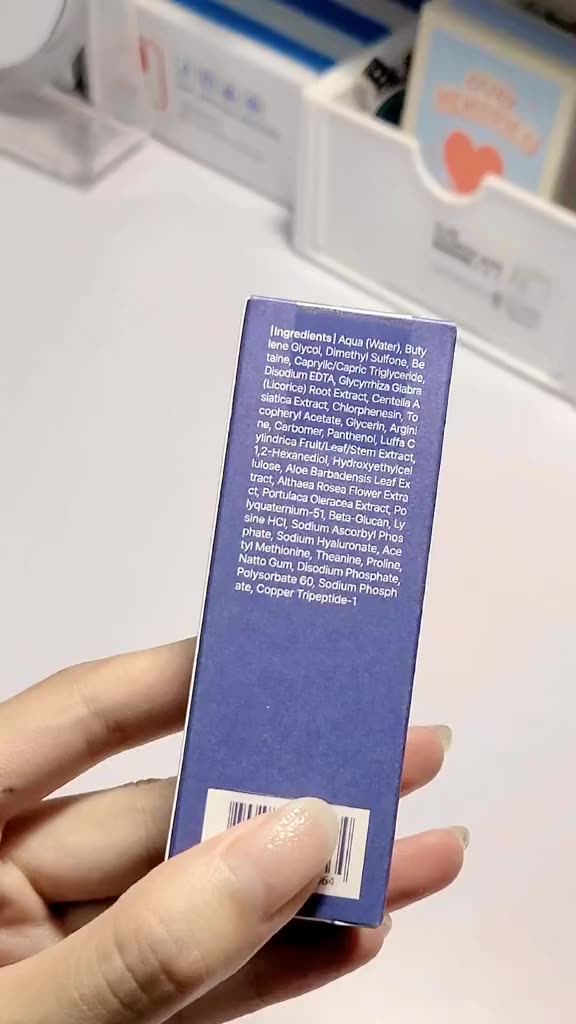 |Ingredients| Aqua (Water), Buty
lene Glycol, Dimethyl Sulfone, Be
taine, Caprylic/Capric Triglyceride,
Disodium EDTA, Glycyrrhiza Glabra
(Licorice) Root Extract, Centella A
siatica Extract, Chlorphenesin, To
copheryl Acetate, Glycerin, Argini
ne, Carbomer, Panthenol, Luffa C
ylindrica Fruit/Leaf/Stem Extract,
1,2-Hexanediol, Hydroxyethylcel
lulose, Aloe Barbadensis Leaf Ex
tract, Althaea Rosea Flower Extra
ct, Portulaca Oleracea Extract, Po
lyquaternium-51, Beta-Glucan, Ly
sine HCl, Sodium Ascorbyl Phos
phate, Sodium Hyaluronate, Ace
tyl Methionine, Theanine, Proline,
Natto Gum, Disodium Phosphate,
Polysorbate 60, Sodium Phosph
ate, Copper Tripeptide-1
64